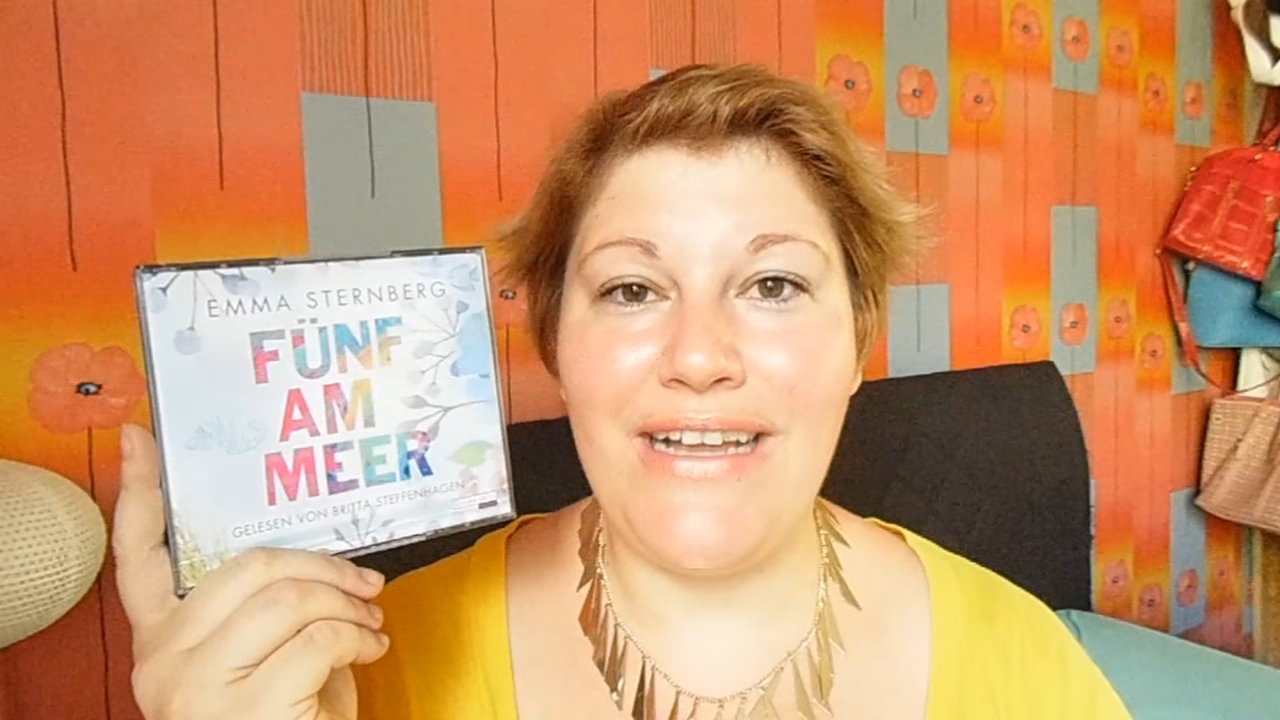 EMMA STERNBERG
FÜNF
AM
MEER
GELESEN VON BRITTA STEFFENHAGEN